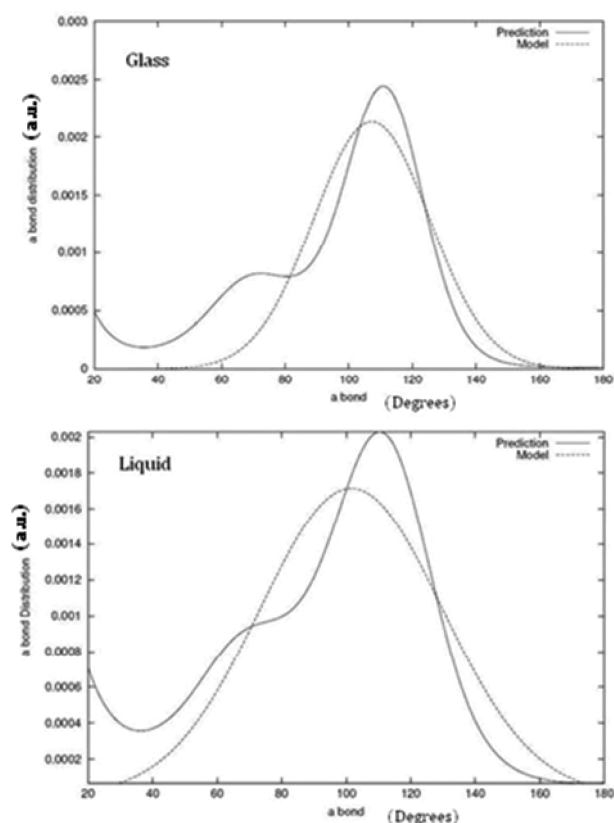 0.003
Prediction
Model
Glass
0.0025
0.002
0.0015
0.001
0.0005
0
a bond distribution (a.u.)
20 40 60 80 100 120 140 160 180
a bond (Degrees)
0.002
Prediction
Model
Liquid
0.0018
0.0016
0.0014
0.0012
0.001
0.0008
0.0006
0.0004
0.0002
a bond Distribution (a.u.)
20 40 60 80 100 120 140 160 180
a bond (Degrees)